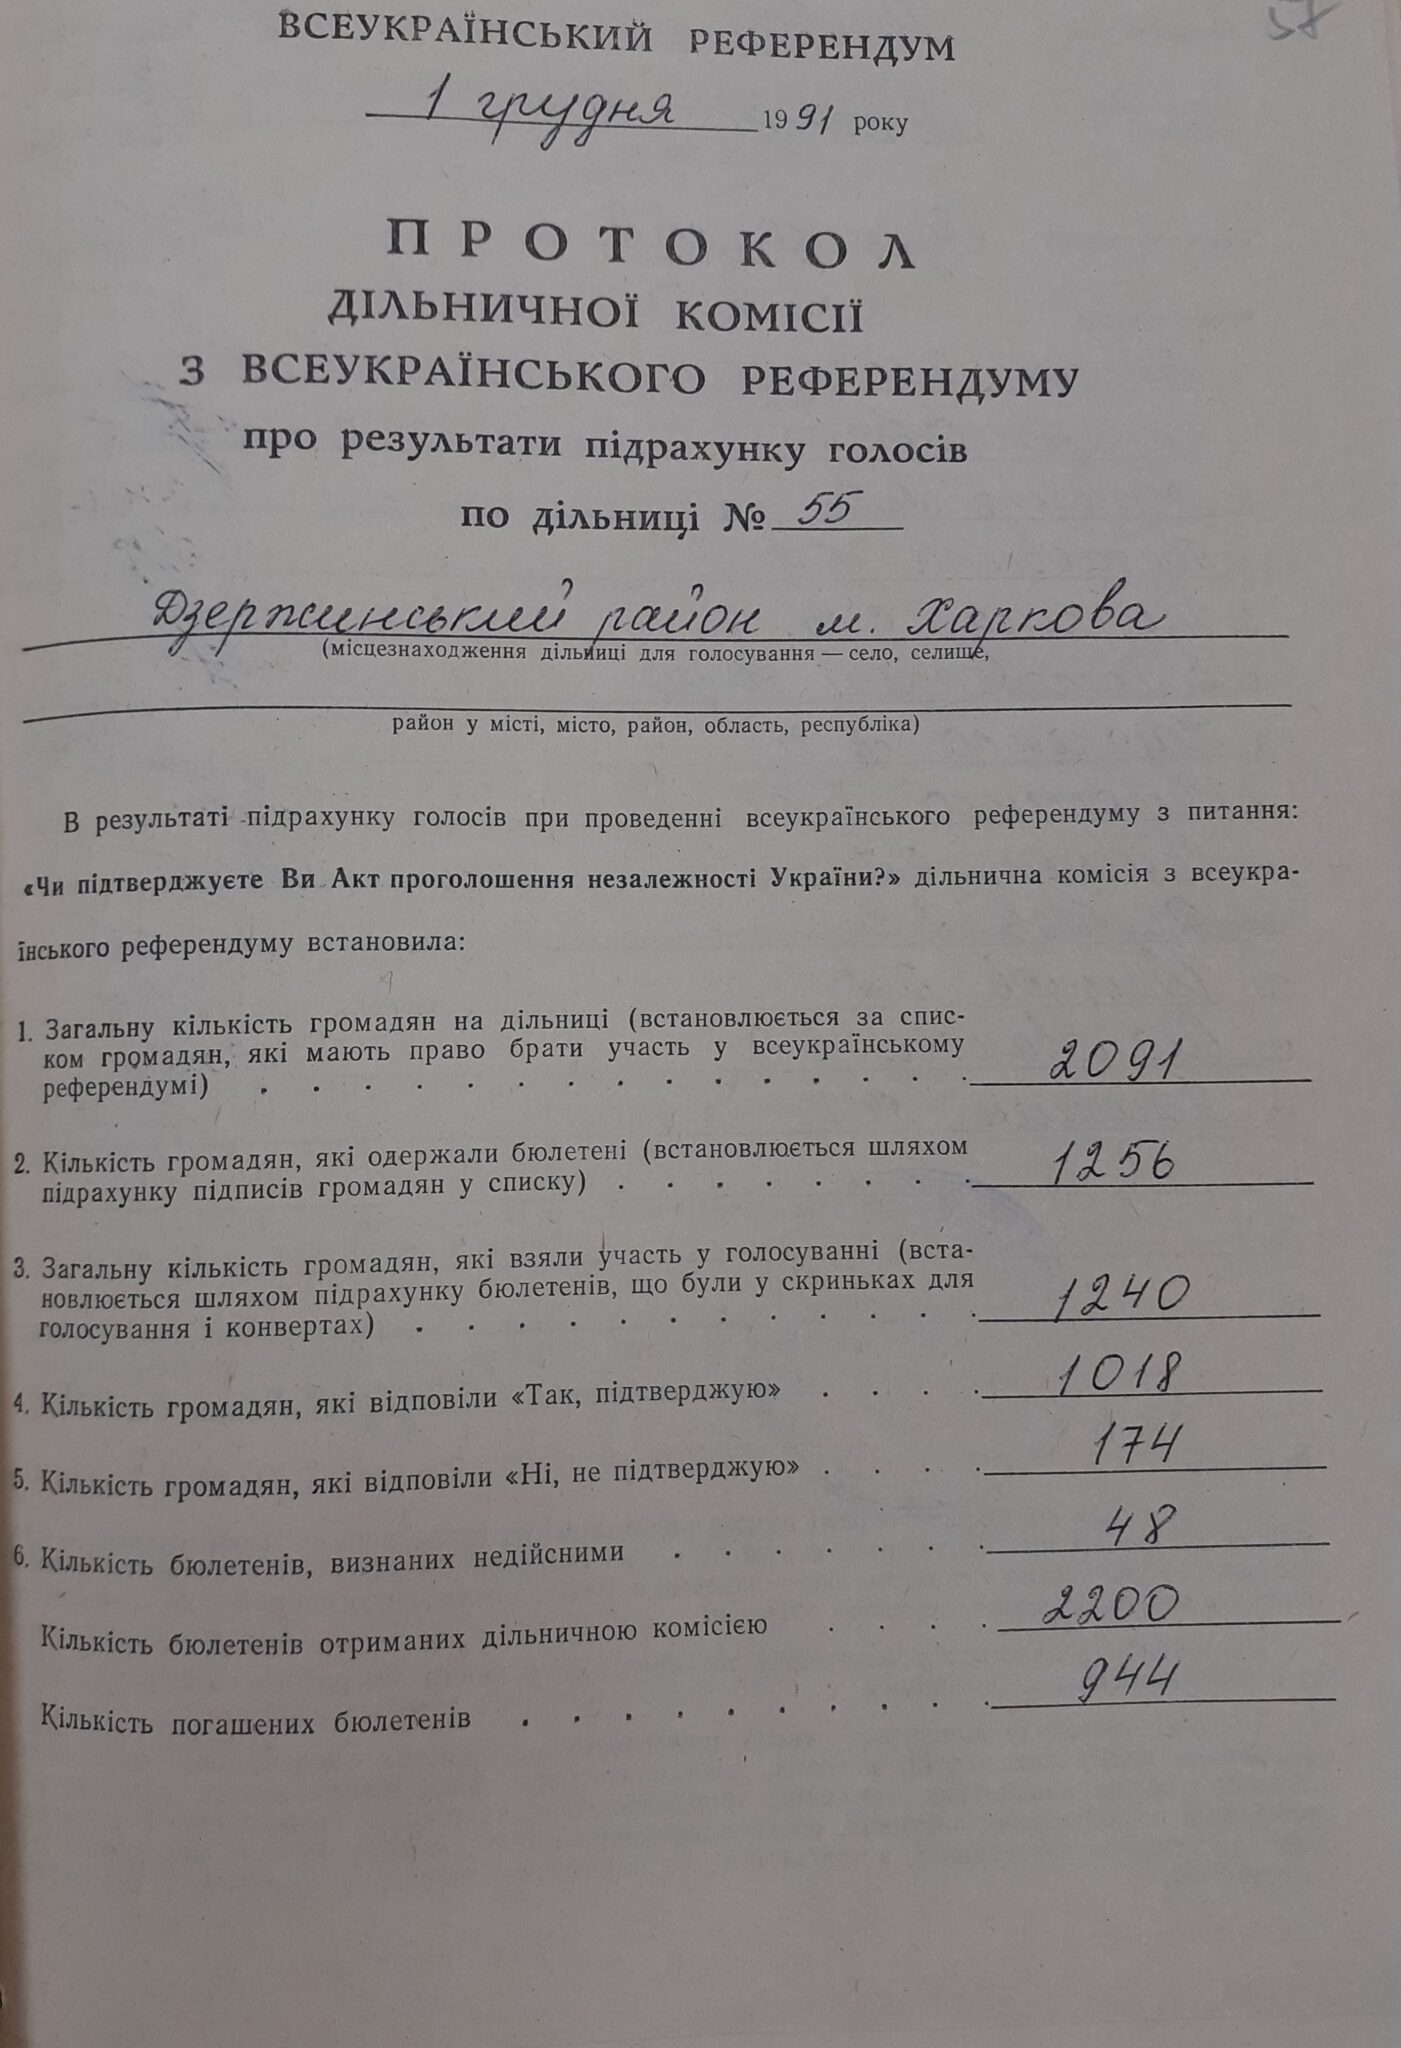 57
ВСЕУКРАЇНСЬКИЙ РЕФЕРЕНДУМ
1 грудня 1991 року
ПРОТОКОЛ
ДІЛЬНИЧНОЇ КОМІСІЇ
З ВСЕУКРАЇНСЬКОГО РЕФЕРЕНДУМУ
про результати підрахунку голосів
по дільниці № 55
Дзержинський район м. Харкова
(місцезнаходження дільниці для голосування — село, селище,
район у місті, місто, район, область, республіка)
В результаті підрахунку голосів при проведенні всеукраїнського референдуму з питання:
«Чи підтверджуєте Ви Акт проголошення незалежності України?» дільнична комісія з всеукра-
їнського референдуму встановила:
1. Загальну кількість громадян на дільниці (встановлюється за спис-
ком громадян, які мають право брати участь у всеукраїнському
референдумі) . . . . . . . . . . . . . . 2091
2. Кількість громадян, які одержали бюлетені (встановлюється шляхом
підрахунку підписів громадян у списку) . . . . . . . . 1256
3. Загальну кількість громадян, які взяли участь у голосуванні (вста-
новлюється шляхом підрахунку бюлетенів, що були у скриньках для
голосування і конвертах) . . . . . . . . . . . . 1240
4. Кількість громадян, які відповіли «Так, підтверджую» . . . . 1018
5. Кількість громадян, які відповіли «Ні, не підтверджую» . . . . 174
6. Кількість бюлетенів, визнаних недійсними . . . . . . . 48
Кількість бюлетенів отриманих дільничною комісією . . . . 2200
Кількість погашених бюлетенів . . . . . . . . . . 944